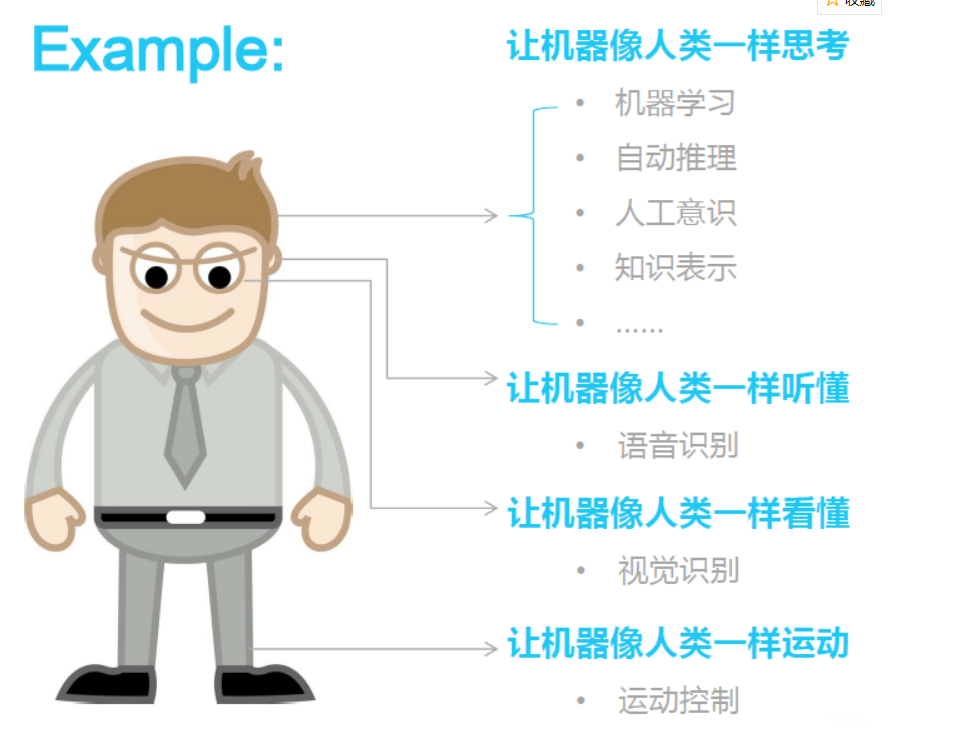 ☆ 收藏
Example:
让机器像人类一样思考
• 机器学习
• 自动推理
• 人工意识
• 知识表示
• ......
让机器像人类一样听懂
• 语音识别
让机器像人类一样看懂
• 视觉识别
让机器像人类一样运动
• 运动控制